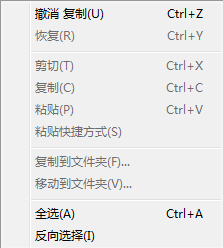 撤消 复制(U) Ctrl+Z
恢复(R) Ctrl+Y
剪切(T) Ctrl+X
复制(C) Ctrl+C
粘贴(P) Ctrl+V
粘贴快捷方式(S)
复制到文件夹(F)...
移动到文件夹(V)...
全选(A) Ctrl+A
反向选择(I)